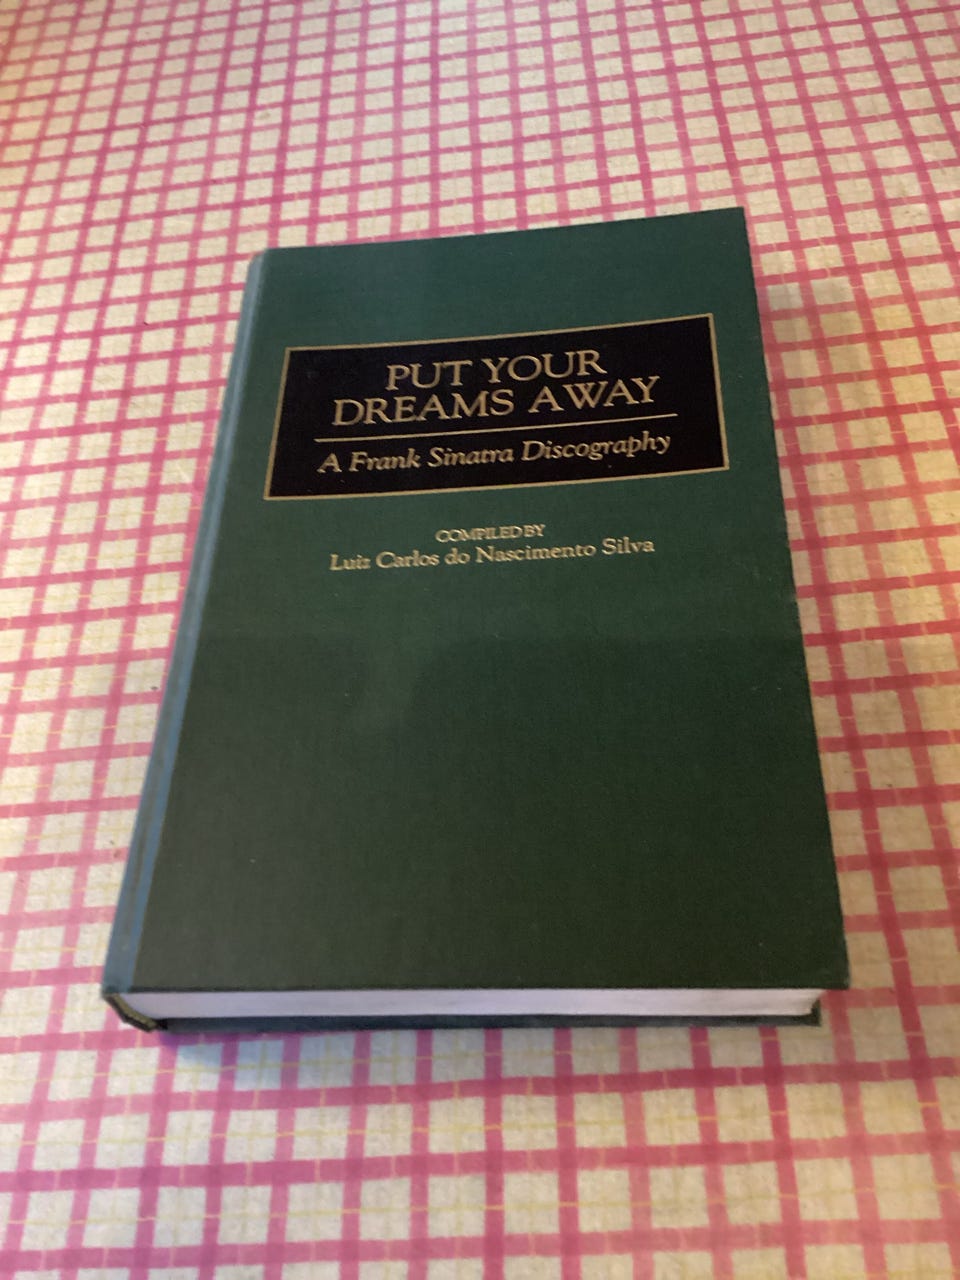 PUT YOUR
DREAMS AWAY
A Frank Sinatra Discography
COMPILED BY
Luiz Carlos do Nascimento Silva